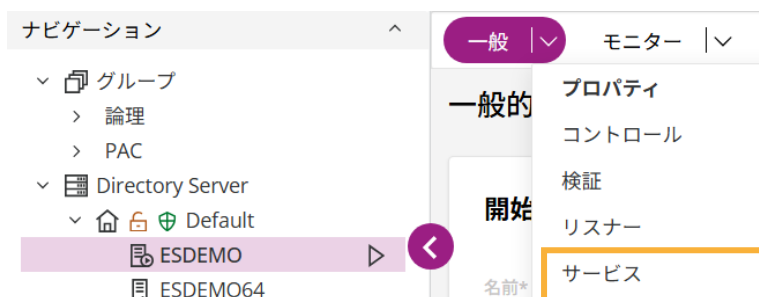 ナビゲーション
グループ
論理
PAC
Directory Server
Default
ESDEMO
ESDEMO64
一般
モニター
プロパティ
コントロール
検証
リスナー
サービス
一般的
開始
名前*